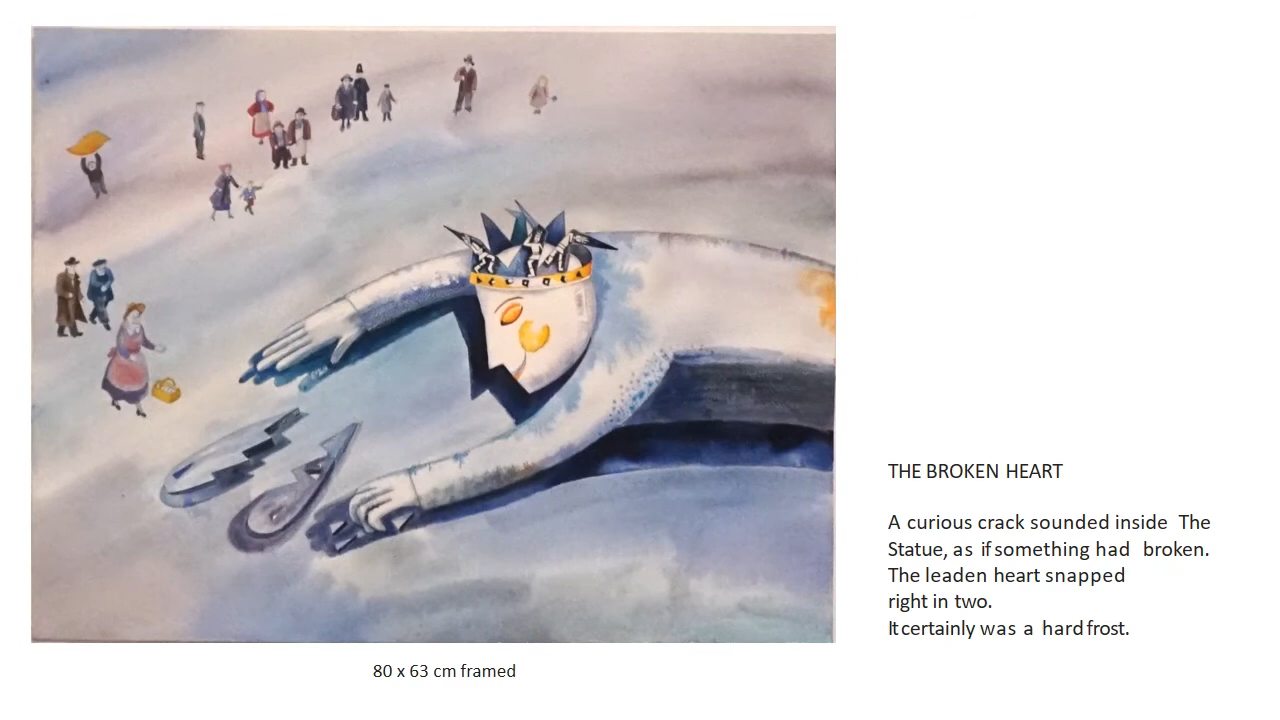 THE BROKEN HEART
A curious crack sounded inside The
Statue, as if something had broken.
The leaden heart snapped
right in two.
It certainly was a hard frost.
80 x 63 cm framed